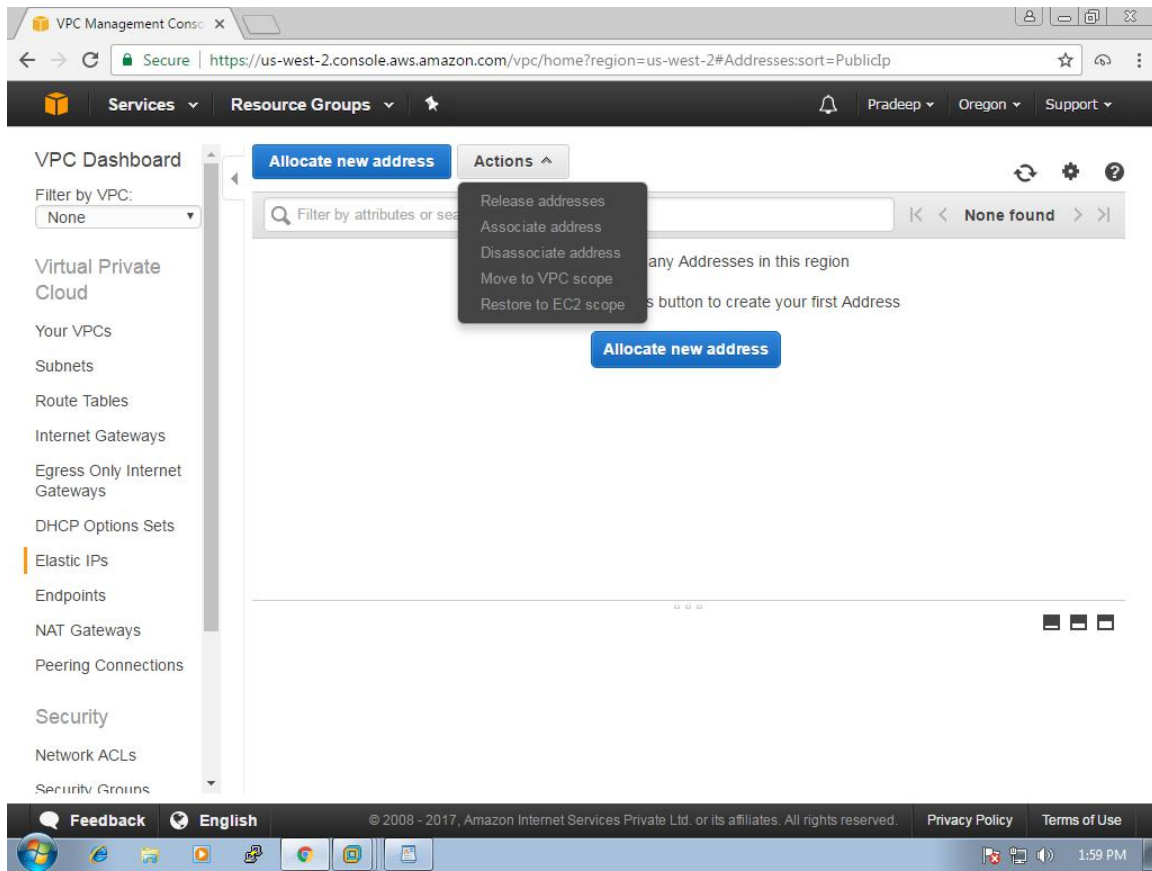 VPC Management Conso
Secure
https://us-west-2.console.aws.amazon.com/vpc/home?region=us-west-2#Addresses:sort=PublicIp
Services
Resource Groups
Pradeep
Oregon
Support
VPC Dashboard
Filter by VPC:
None
Virtual Private
Cloud
Your VPCs
Subnets
Route Tables
Internet Gateways
Egress Only Internet
Gateways
DHCP Options Sets
Elastic IPs
Endpoints
NAT Gateways
Peering Connections
Security
Network ACLs
Security Groups
Allocate new address
Actions
Release addresses
Associate address
Disassociate address
Move to VPC scope
Restore to EC2 scope
Filter by attributes or sea
None found
any Addresses in this region
s button to create your first Address
Allocate new address
Feedback
English
© 2008 - 2017, Amazon Internet Services Private Ltd. or its affiliates. All rights reserved.
Privacy Policy
Terms of Use
1:59 PM